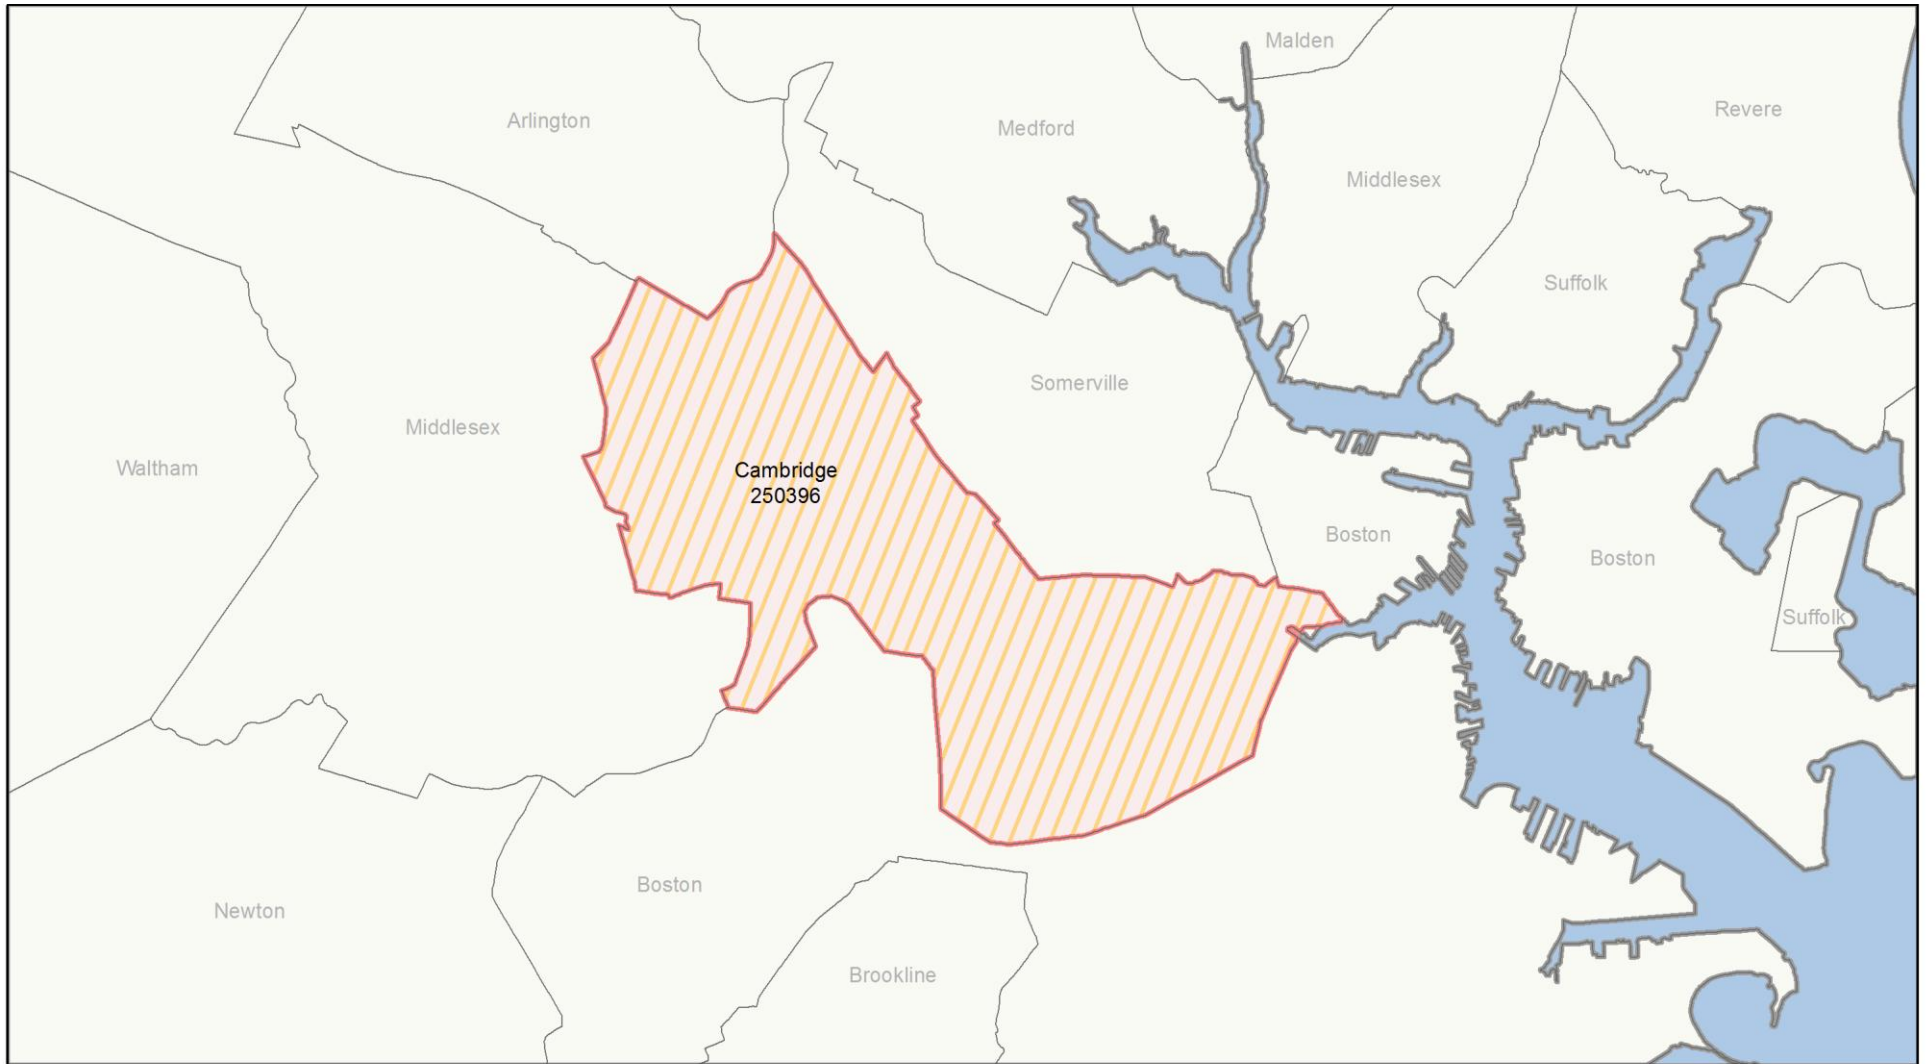 Malden
Arlington
Medford
Revere
Middlesex
Suffolk
Somerville
Middlesex
Waltham
Cambridge
250396
Boston
Boston
Suffolk
Boston
Newton
Brookline